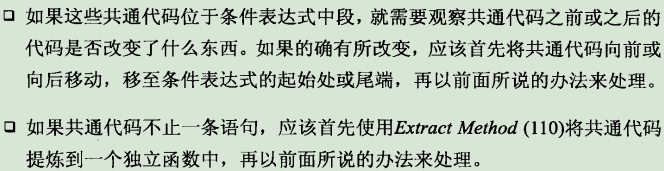 □ 如果这些共通代码位于条件表达式中段，就需要观察共通代码之前或之后的
代码是否改变了什么东西。如果的确有所改变，应该首先将共通代码向前或
向后移动，移至条件表达式的起始处或尾端，再以前面所说的办法来处理。
□ 如果共通代码不止一条语句，应该首先使用Extract Method (110)将共通代码
提炼到一个独立函数中，再以前面所说的办法来处理。